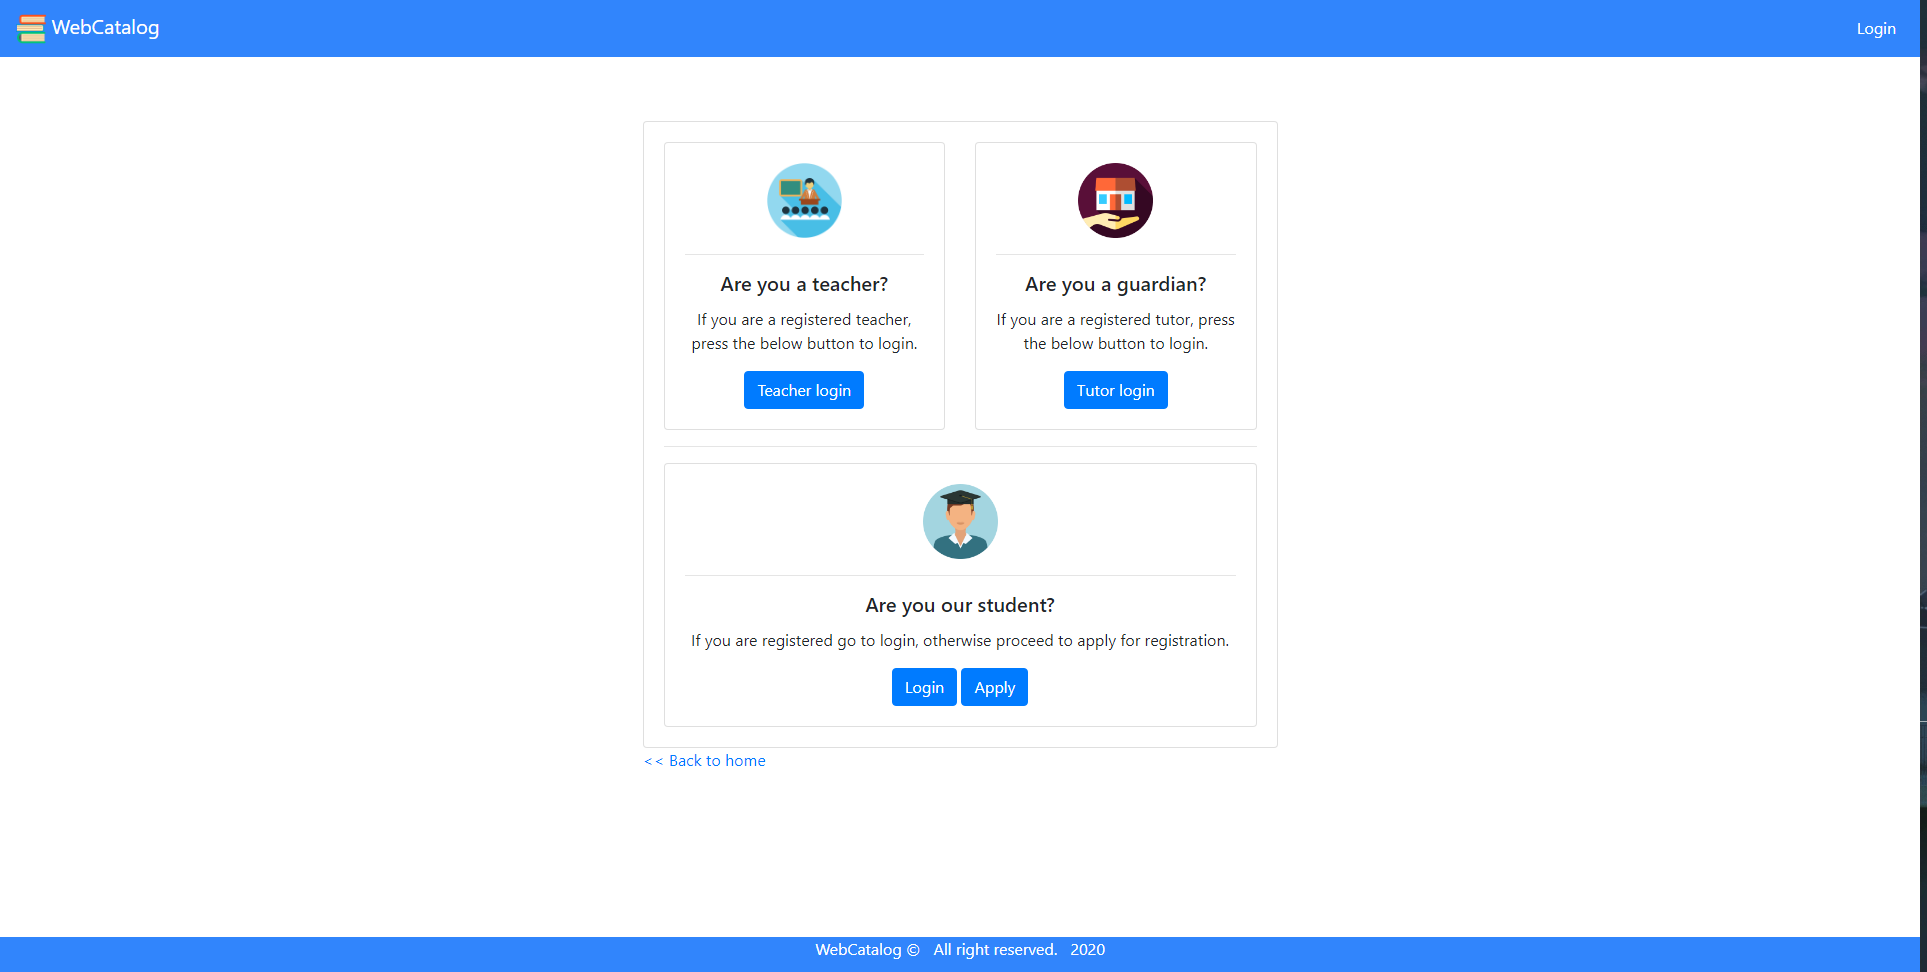 WebCatalog
Login
Are you a teacher?
If you are a registered teacher,
press the below button to login.
Teacher login
Are you a guardian?
If you are a registered tutor, press
the below button to login.
Tutor login
Are you our student?
If you are registered go to login, otherwise proceed to apply for registration.
Login Apply
<< Back to home
WebCatalog © All right reserved. 2020